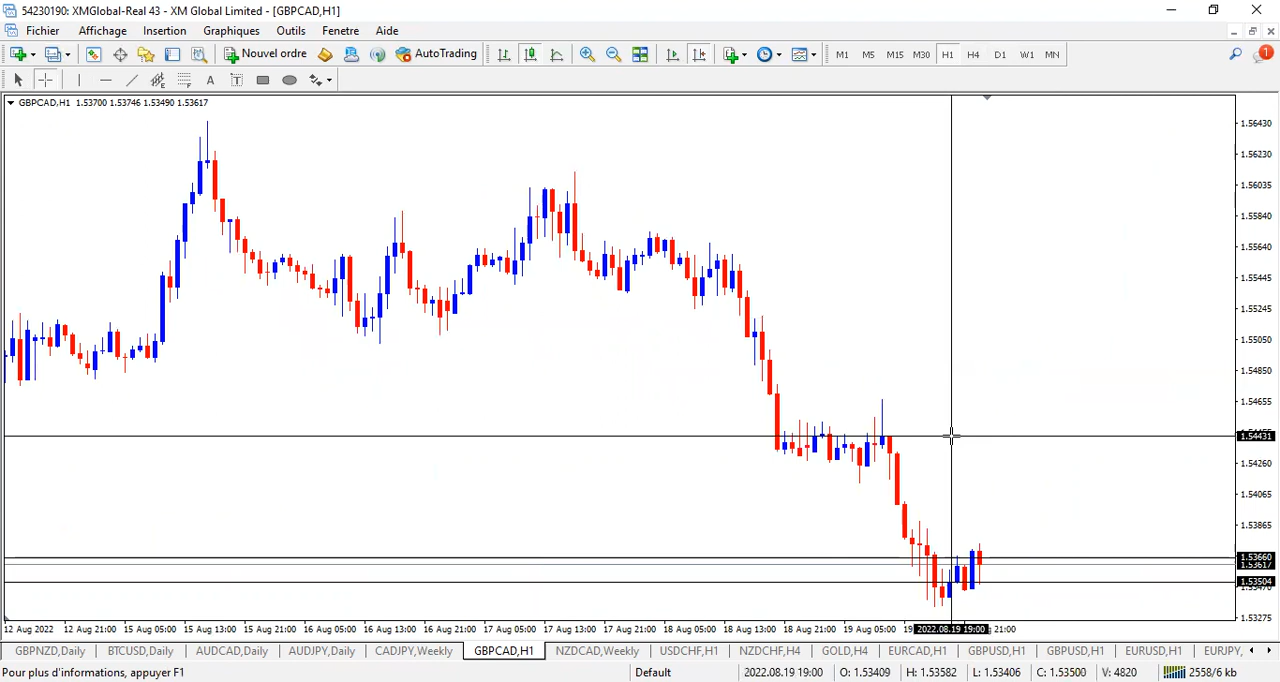 54230190: XMGlobal-Real 43 - XM Global Limited - [GBPCAD,H1]
Fichier Affichage Insertion Graphiques Outils Fenetre Aide
Nouvel ordre AutoTrading M1 M5 M15 M30 H1 H4 D1 W1 MN 1
A T
GBPCAD,H1 1.53700 1.53746 1.53490 1.53617
1.56430
1.56230
1.56035
1.55840
1.55640
1.55445
1.55245
1.55050
1.54850
1.54655
1.54431
1.54260
1.54065
1.53865
1.53660
1.53617
1.53504
1.53275
12 Aug 2022 12 Aug 21:00 15 Aug 05:00 15 Aug 13:00 15 Aug 21:00 16 Aug 05:00 16 Aug 13:00 16 Aug 21:00 17 Aug 05:00 17 Aug 13:00 17 Aug 21:00 18 Aug 05:00 18 Aug 13:00 18 Aug 21:00 19 Aug 05:00 19 2022.08.19 19:00 21:00
GBPNZD,Daily BTCUSD,Daily AUDCAD,Daily AUDJPY,Daily CADJPY,Weekly GBPCAD,H1 NZDCAD,Weekly USDCHF,H1 NZDCHF,H4 GOLD,H4 EURCAD,H1 GBPUSD,H1 GBPUSD,H1 EURUSD,H1 EURJPY,
Pour plus d'informations, appuyer F1 Default 2022.08.19 19:00 O: 1.53409 H: 1.53582 L: 1.53406 C: 1.53500 V: 4820 2558/6 kb